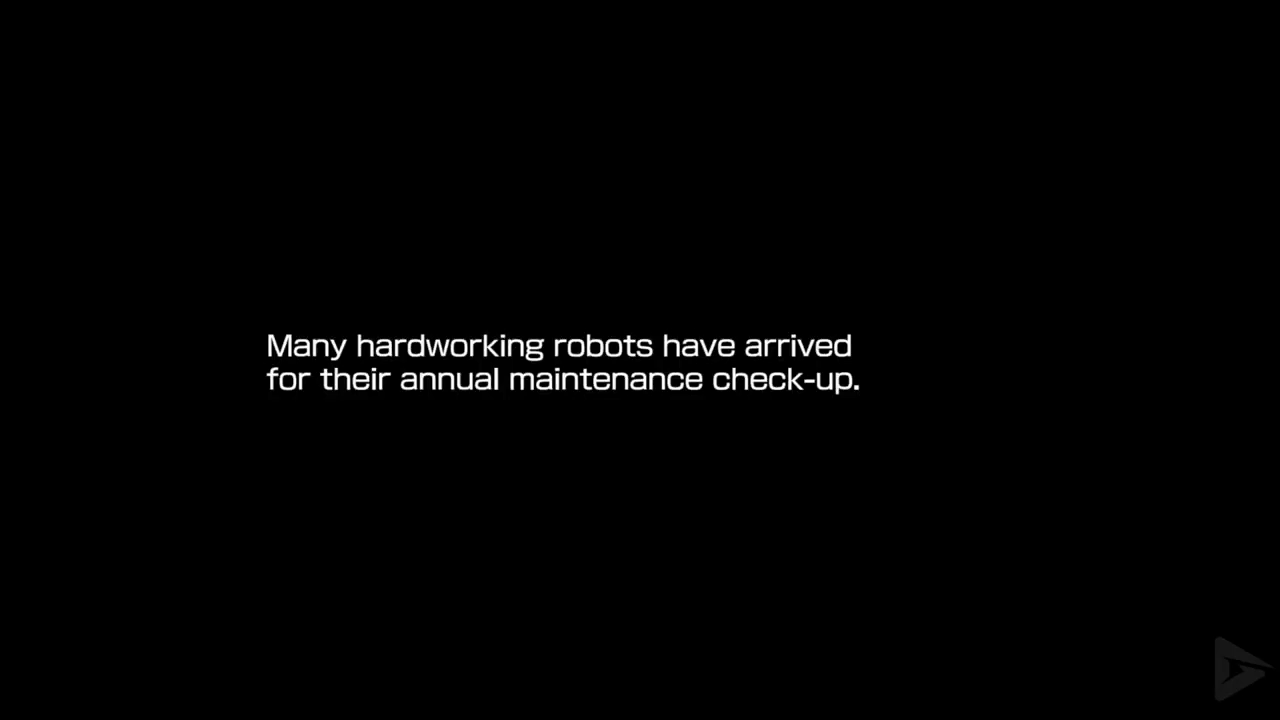 Many hardworking robots have arrived
for their annual maintenance check-up.